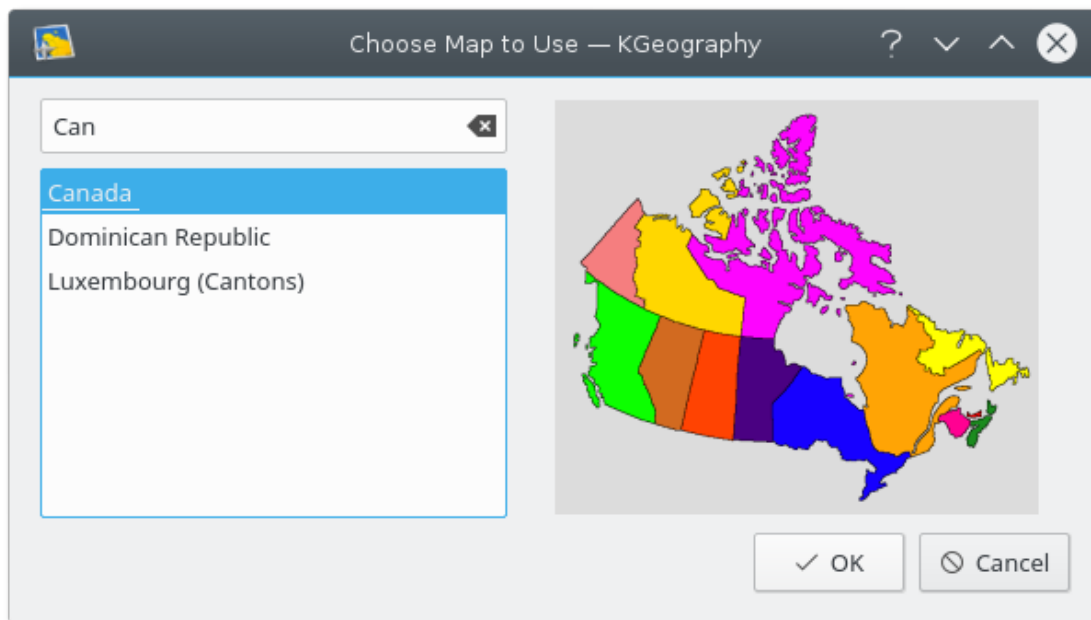 Choose Map to Use — KGeography
Can
Canada
Dominican Republic
Luxembourg (Cantons)
OK
Cancel